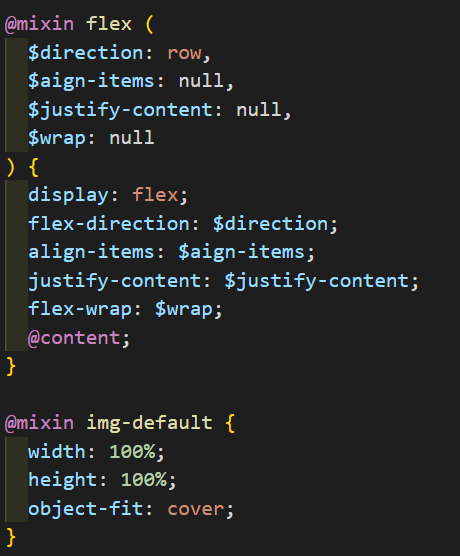 @mixin flex (
  $direction: row,
  $aign-items: null,
  $justify-content: null,
  $wrap: null
) {
  display: flex;
  flex-direction: $direction;
  align-items: $aign-items;
  justify-content: $justify-content;
  flex-wrap: $wrap;
  @content;
}

@mixin img-default {
  width: 100%;
  height: 100%;
  object-fit: cover;
}